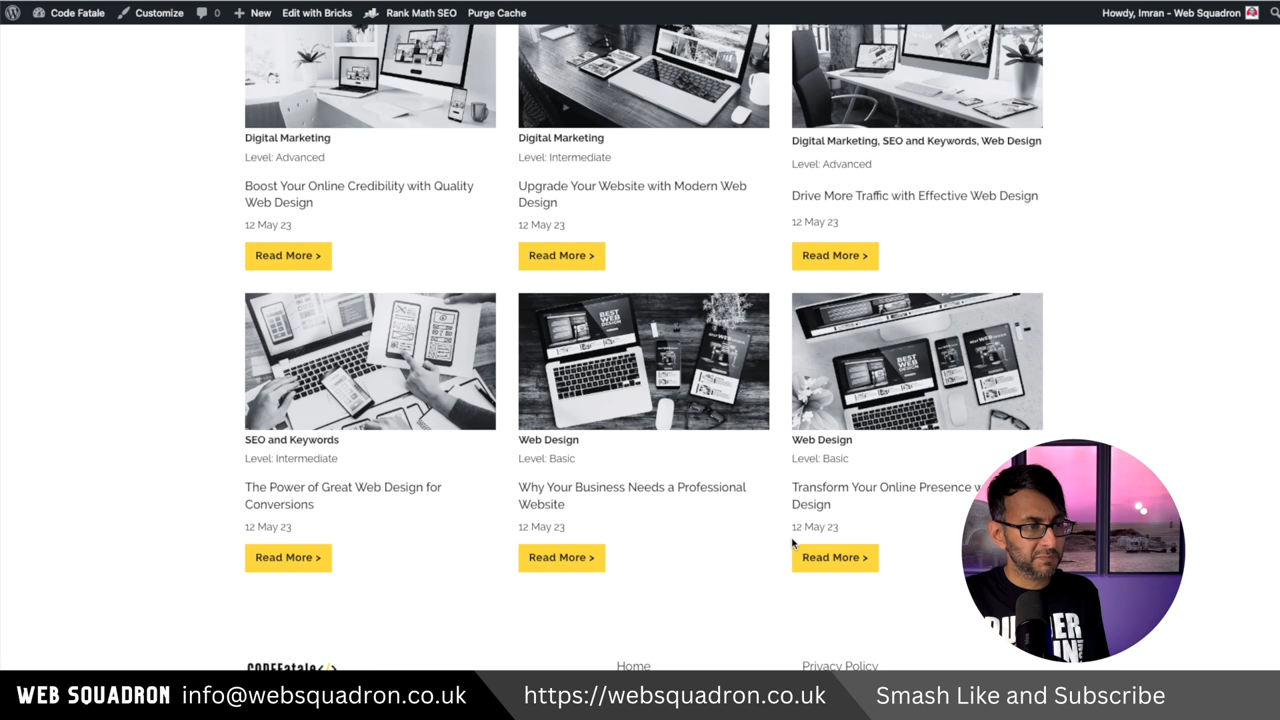 Code Fatale Customize 0 New Edit with Bricks Rank Math SEO Purge Cache Howdy, Imran - Web Squadron
Digital Marketing
Level: Advanced
Boost Your Online Credibility with Quality
Web Design
12 May 23
Read More >
Digital Marketing
Level: Intermediate
Upgrade Your Website with Modern Web
Design
12 May 23
Read More >
Digital Marketing, SEO and Keywords, Web Design
Level: Advanced
Drive More Traffic with Effective Web Design
12 May 23
Read More >
SEO and Keywords
Level: Intermediate
The Power of Great Web Design for
Conversions
12 May 23
Read More >
BEST
WEB
DESIGN
Web Design
Level: Basic
Why Your Business Needs a Professional
Website
12 May 23
Read More >
BEST WEB
DESIGN
Web Design
Level: Basic
Transform Your Online Presence
Design
12 May 23
Read More >
CODEFatale</>
Home
Privacy Policy
WEB SQUADRON info@websquadron.co.uk https://websquadron.co.uk Smash Like and Subscribe